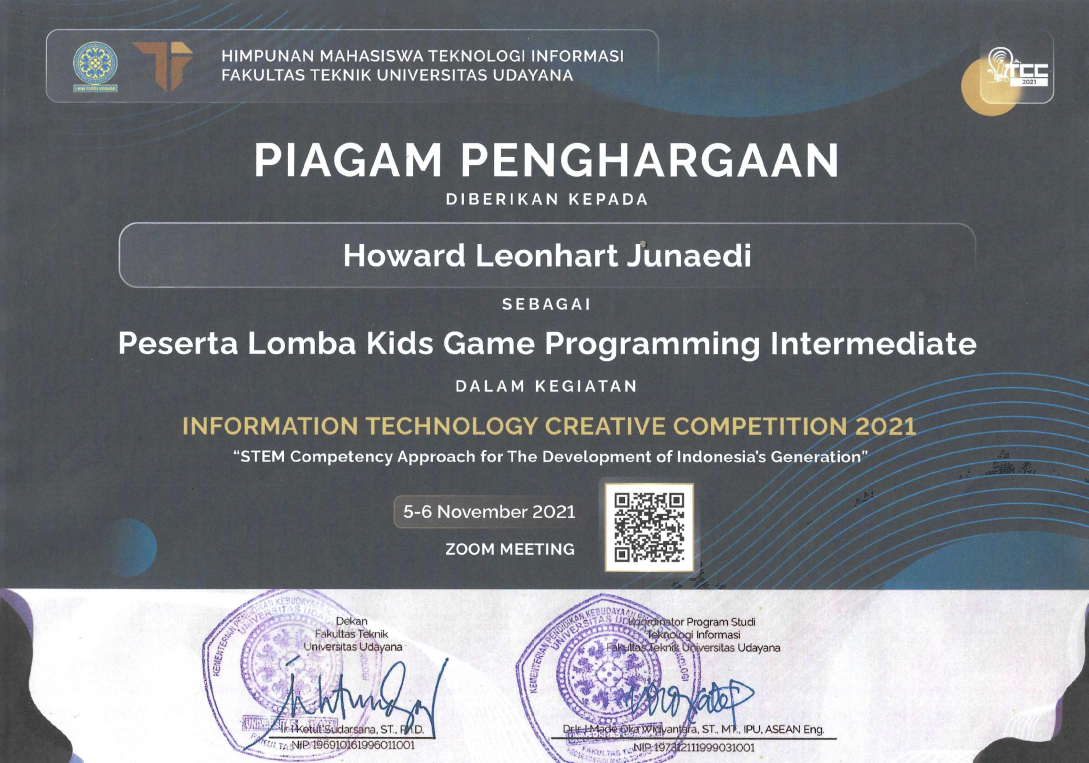 HIMPUNAN MAHASISWA TEKNOLOGI INFORMASI
FAKULTAS TEKNIK UNIVERSITAS UDAYANA
ITCC
2021
PIAGAM PENGHARGAAN
DIBERIKAN KEPADA
Howard Leonhart Junaedi
SEBAGAI
Peserta Lomba Kids Game Programming Intermediate
DALAM KEGIATAN
INFORMATION TECHNOLOGY CREATIVE COMPETITION 2021
“STEM Competency Approach for The Development of Indonesia's Generation”
5-6 November 2021
ZOOM MEETING
Dekan
Fakultas Teknik
Universitas Udayana
Ir. I Ketut Sudarsana, ST., Ph.D.
NIP. 196910161996011001
Koordinator Program Studi
Teknologi Informasi
Fakultas Teknik Universitas Udayana
Dr. Ir. I Made Oka Widyantara, ST., MT., IPU, ASEAN Eng.
NIP. 197312111999031001